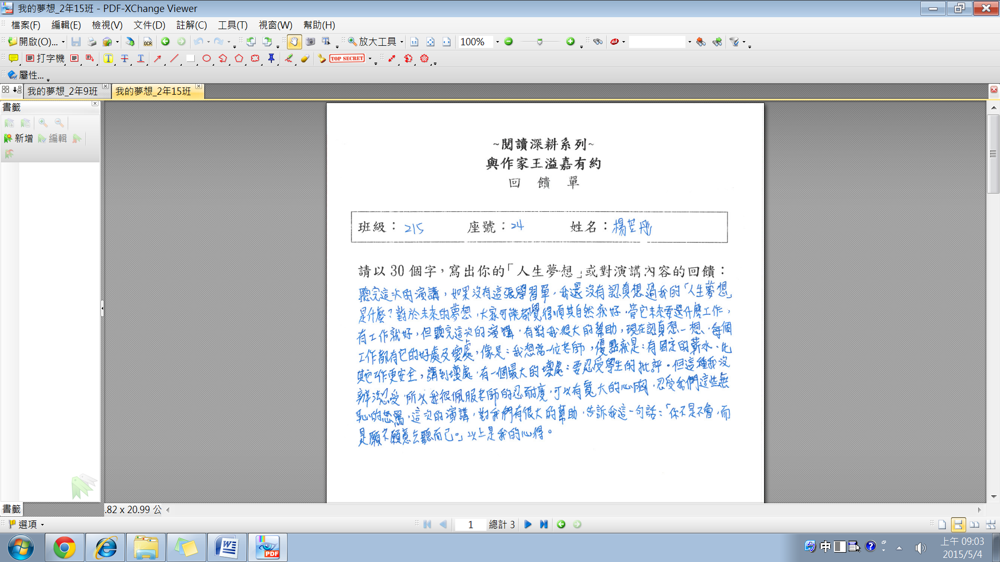 我的夢想_2年15班 - PDF-XChange Viewer
檔案(F) 編輯(E) 檢視(V) 文件(D) 註解(C) 工具(T) 視窗(W) 幫助(H)
開啟(O)... OCR 放大工具 1:1 100% Ask
打字機 T T T TOP SECRET
屬性...
我的夢想_2年9班 我的夢想_2年15班
書籤
新增 編輯
~閱讀深耕系列~
與作家王溢嘉有約
回 饋 單
班級：215 座號：24 姓名：楊芷彤
請以 30 個字，寫出你的「人生夢想」或對演講內容的回饋：
聽完這次的演講，如果沒有這張學習單，我還沒有認真想過我的「人生夢想」
是什麼？對於未來的夢想，大家可能都覺得順其自然就好，管它未來要選什麼工作，
有工作就好，但聽完這次的演講，有對我很大的幫助，現在認真想一想，每個
工作都有它的好處及壞處，像是：我想當一位老師，優點就是：有固定的薪水、比
其它工作更安全，講到壞處，有一個最大的壞處：要忍受學生的批評。但這種我沒
辦法忍受，所以我很佩服老師的忍耐度，可以有寬大的心胸，忍受我們這些無
恥的怒罵，這次的演講，對我們有很大的幫助，告訴我這一句話：「你不是不會，而
是願不願意去聽而已。」以上是我的心得。
書籤 .82 x 20.99 公
選項 1 總計 3
中 上午 09:03
2015/5/4
PDF